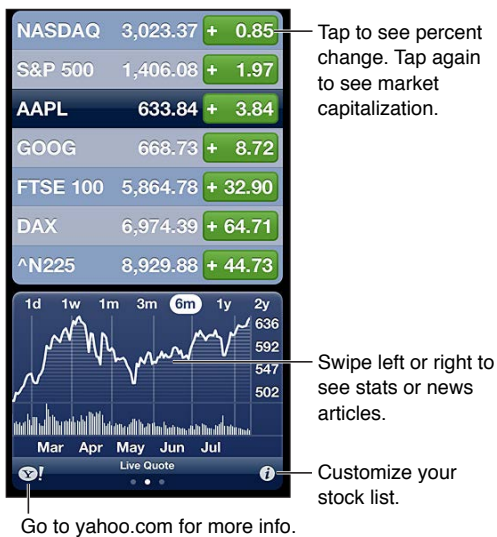 NASDAQ 3,023.37 + 0.85
S&P 500 1,406.08 + 1.97
AAPL 633.84 + 3.84
GOOG 668.73 + 8.72
FTSE 100 5,864.78 + 32.90
DAX 6,974.39 + 64.71
^N225 8,929.88 + 44.73
Tap to see percent
change. Tap again
to see market
capitalization.
1d 1w 1m 3m 6m 1y 2y
636
592
547
502
Mar Apr May Jun Jul
Live Quote
Y!
i
Swipe left or right to
see stats or news
articles.
Customize your
stock list.
Go to yahoo.com for more info.